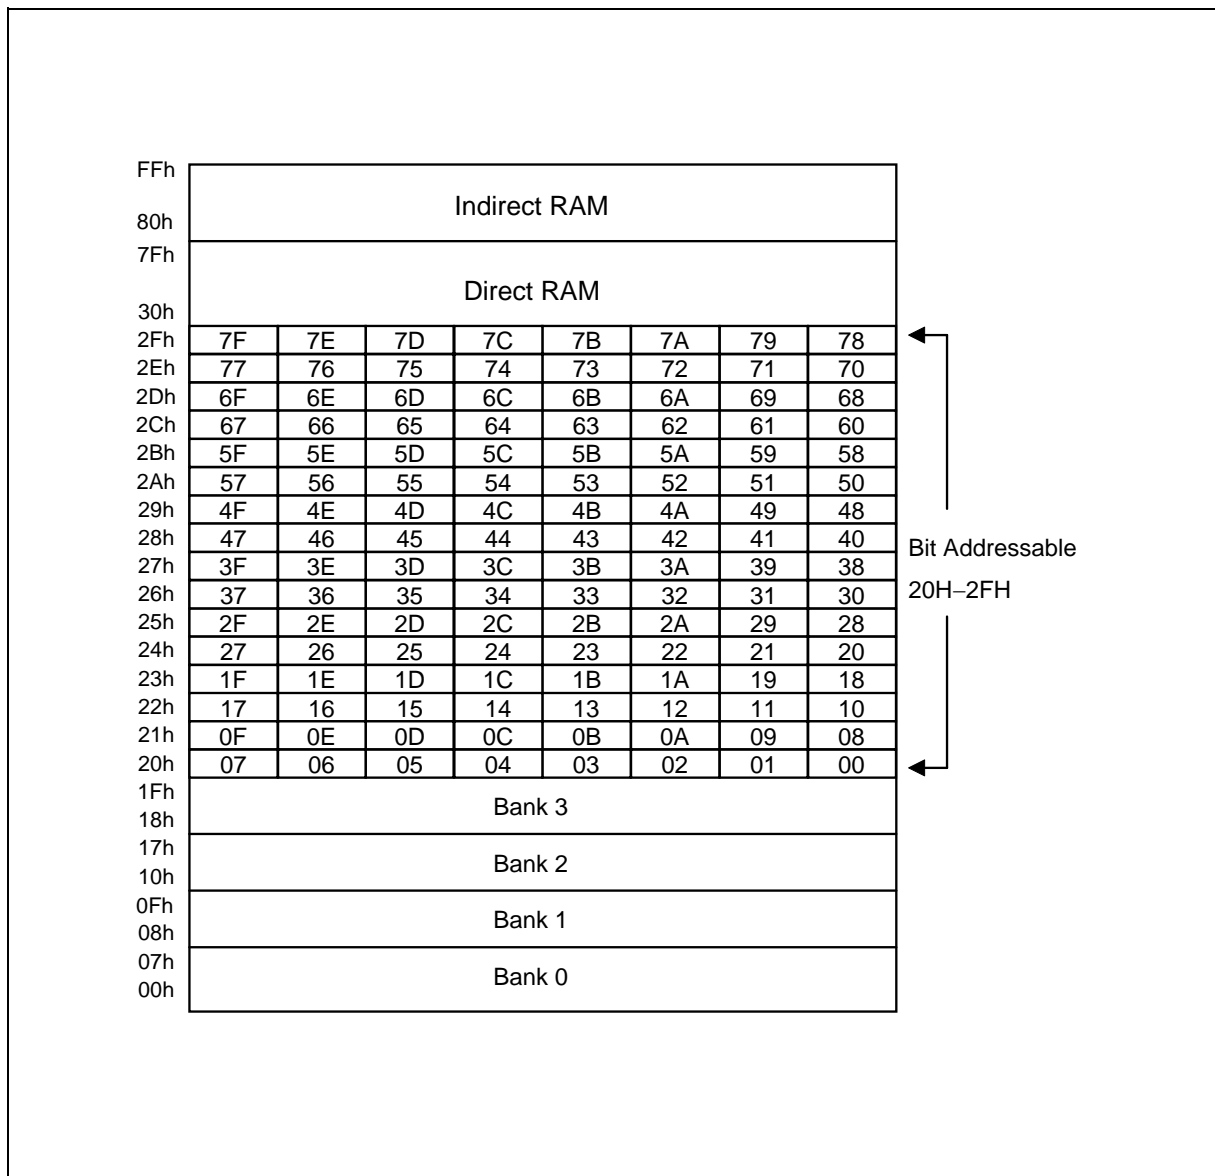 FFh
Indirect RAM
80h
7Fh
Direct RAM
30h
2Fh 7F 7E 7D 7C 7B 7A 79 78
2Eh 77 76 75 74 73 72 71 70
2Dh 6F 6E 6D 6C 6B 6A 69 68
2Ch 67 66 65 64 63 62 61 60
2Bh 5F 5E 5D 5C 5B 5A 59 58
2Ah 57 56 55 54 53 52 51 50
29h 4F 4E 4D 4C 4B 4A 49 48
28h 47 46 45 44 43 42 41 40
Bit Addressable
27h 3F 3E 3D 3C 3B 3A 39 38
26h 37 36 35 34 33 32 31 30
20H–2FH
25h 2F 2E 2D 2C 2B 2A 29 28
24h 27 26 25 24 23 22 21 20
23h 1F 1E 1D 1C 1B 1A 19 18
22h 17 16 15 14 13 12 11 10
21h 0F 0E 0D 0C 0B 0A 09 08
20h 07 06 05 04 03 02 01 00
1Fh
Bank 3
18h
17h
Bank 2
10h
0Fh
Bank 1
08h
07h
Bank 0
00h